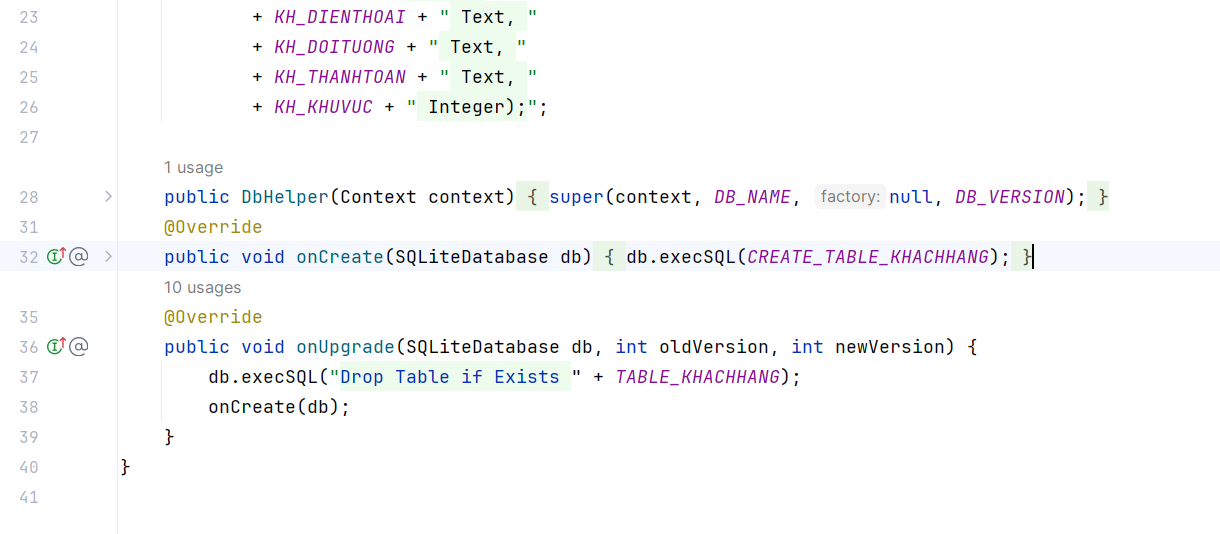 23 + KH_DIENTHOAI + " Text, "
24 + KH_DOITUONG + " Text, "
25 + KH_THANHTOAN + " Text, "
26 + KH_KHUVUC + " Integer);";
27
1 usage
28 public DbHelper(Context context) { super(context, DB_NAME, factory: null, DB_VERSION); }
31 @Override
32 public void onCreate(SQLiteDatabase db) { db.execSQL(CREATE_TABLE_KHACHHANG); }
10 usages
35 @Override
36 public void onUpgrade(SQLiteDatabase db, int oldVersion, int newVersion) {
37 db.execSQL("Drop Table if Exists " + TABLE_KHACHHANG);
38 onCreate(db);
39 }
40 }
41